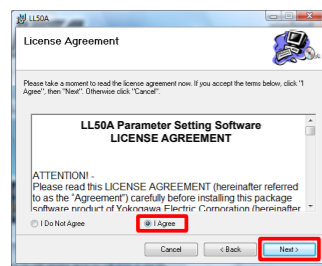 LL50A
License Agreement
Please take a moment to read the license agreement now. If you accept the terms below, click "I
Agree", then "Next". Otherwise click "Cancel".
LL50A Parameter Setting Software
LICENSE AGREEMENT
ATTENTION! -
Please read this LICENSE AGREEMENT (hereinafter referred
to as the "Agreement") carefully before installing this package
software product of Yokogawa Electric Corporation (hereinafter
I Do Not Agree
I Agree
Cancel
< Back
Next >